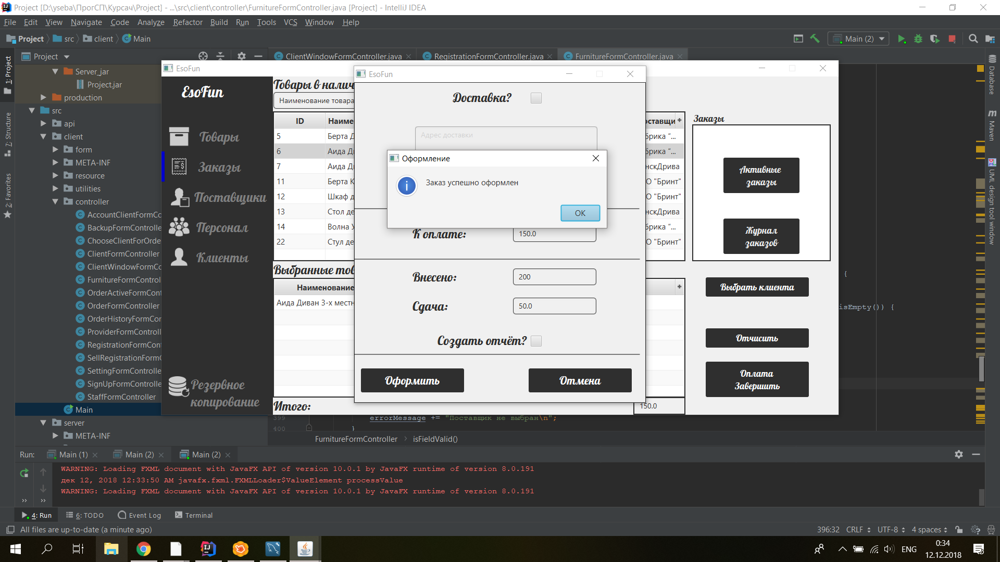 Project [D:\yseba\ПрогСП\Курсач\Project] - ...\src\client\controller\FurnitureFormController.java [Project] - IntelliJ IDEA
File Edit View Navigate Code Analyze Refactor Build Run Tools VCS Window Help
Project src client Main
Main (2)
Project
ClientWindowFormController.java
RegistrationFormController.java
FurnitureFormController.java
1: Project
7: Structure
2: Favorites
Server_jar
Project.jar
production
src
api
client
form
META-INF
resource
utilities
controller
AccountClientFormCo
BackupFormControlle
ChooseClientForOrde
ClientFormController
ClientWindowFormCo
FurnitureFormControl
OrderActiveFormCont
OrderFormController
OrderHistoryFormCor
ProviderFormControll
RegistrationFormCont
SellRegistrationFormC
SettingFormControlle
SignUpFormControlle
StaffFormController
Main
server
META-INF
EsoFun
EsoFun
Товары
Заказы
Поставщики
Персонал
Клиенты
Резервное
копирование
Товары в налич
Наименование товара
ID Наиме оставщи +
5 Берта Д брика "...
6 Аида Ди брика "...
7 Аида Ди нскДрива
11 Берта К О "Бринт"
12 Шкаф д О "Бринт"
13 Стол де нскДрива
14 Волна У брика "...
22 Стул де О "Бринт"
Выбранные тов
Наименование +
Аида Диван 3-х местн
Итого:
150.0
EsoFun
Доставка?
Адрес доставки
Оформление
Заказ успешно оформлен
OK
К оплате:
150.0
Внесено:
200
Сдача:
50.0
Создать отчёт?
Оформить
Отмена
Заказы
Активные
заказы
Журнал
заказов
Выбрать клиента
Отчисить
Оплата
Завершить
{
isEmpty()) {
399 errorMessage += "Поставщик не выбран\n";
400 }
FurnitureFormController › isFieldValid()
Database
Maven
UML design tool window
Run: Main (1) Main (2) Main (2)
WARNING: Loading FXML document with JavaFX API of version 10.0.1 by JavaFX runtime of version 8.0.191
дек 12, 2018 12:33:50 AM javafx.fxml.FXMLLoader$ValueElement processValue
WARNING: Loading FXML document with JavaFX API of version 10.0.1 by JavaFX runtime of version 8.0.191
4: Run 6: TODO Event Log Terminal
All files are up-to-date (a minute ago)
396:32 CRLF UTF-8 4 spaces
ENG
0:34
12.12.2018